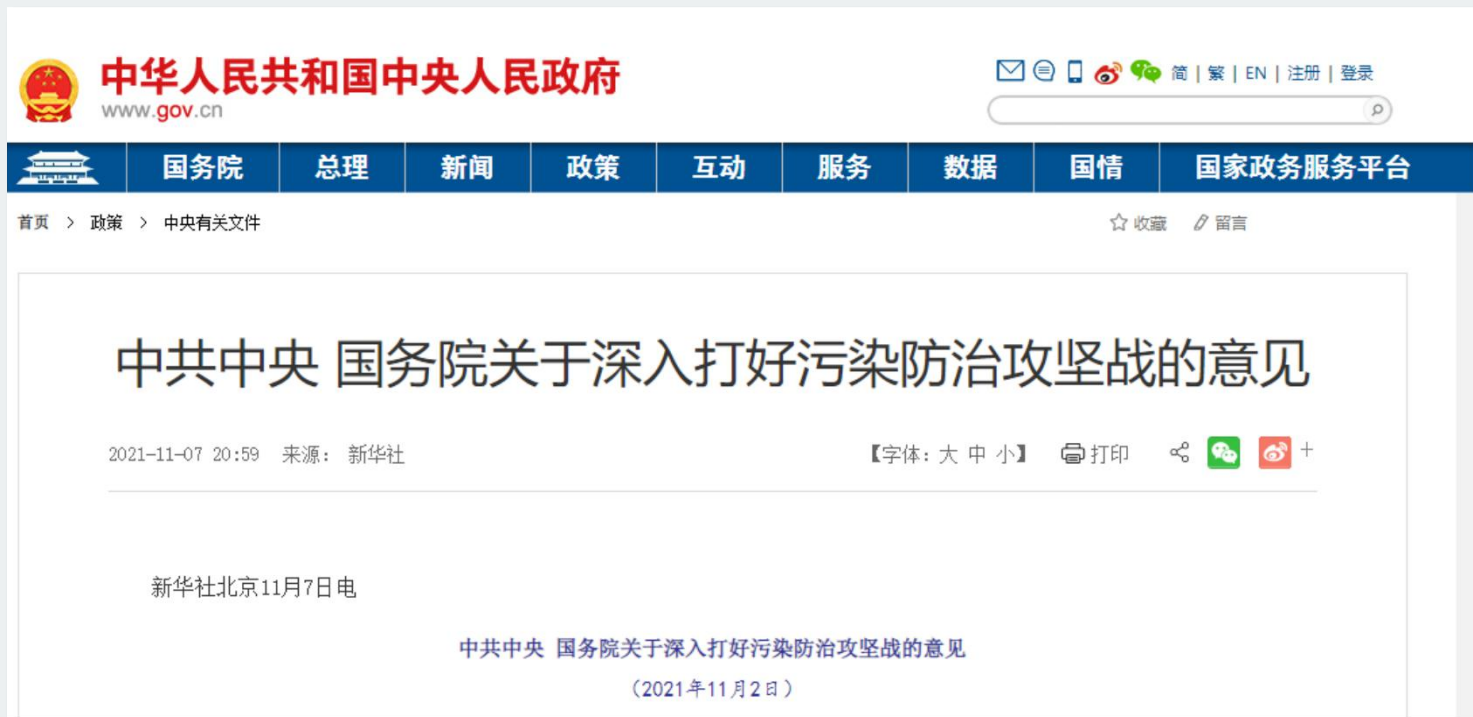 中华人民共和国中央人民政府
www.gov.cn
简 | 繁 | EN | 注册 | 登录
国务院 总理 新闻 政策 互动 服务 数据 国情 国家政务服务平台
首页 > 政策 > 中央有关文件 收藏 留言
中共中央 国务院关于深入打好污染防治攻坚战的意见
2021-11-07 20:59 来源: 新华社 【字体: 大 中 小】 打印
新华社北京11月7日电
中共中央 国务院关于深入打好污染防治攻坚战的意见
(2021年11月2日)